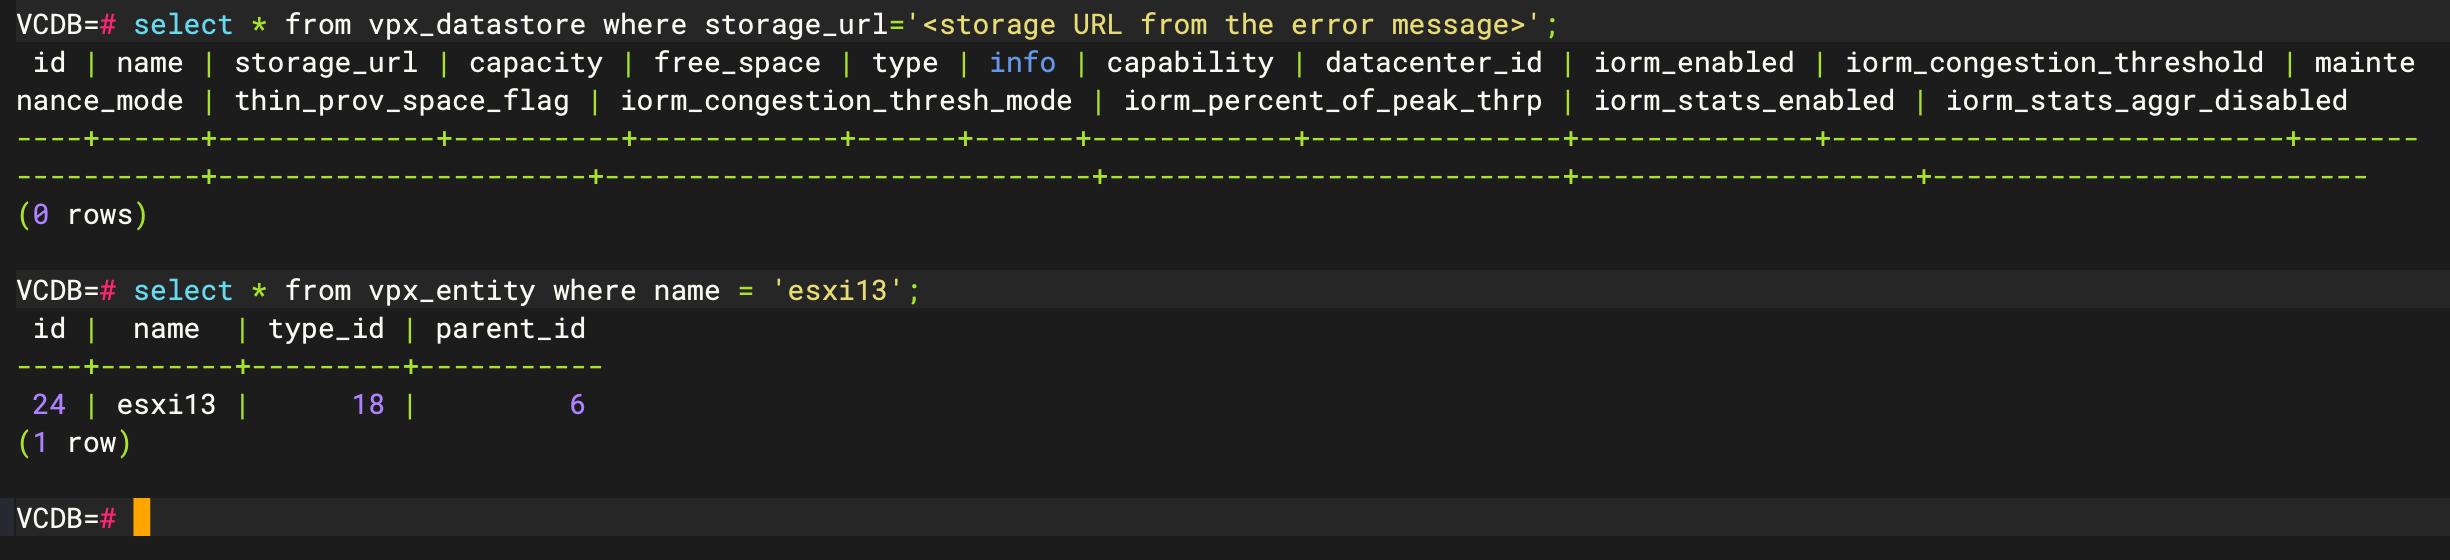 VCDB=# select * from vpx_datastore where storage_url='<storage URL from the error message>';
 id | name | storage_url | capacity | free_space | type | info | capability | datacenter_id | iorm_enabled | iorm_congestion_threshold | mainte
nance_mode | thin_prov_space_flag | iorm_congestion_thresh_mode | iorm_percent_of_peak_thrp | iorm_stats_enabled | iorm_stats_aggr_disabled
----+------+-------------+----------+------------+------+------+------------+---------------+--------------+---------------------------+-------
-----------+----------------------+-----------------------------+---------------------------+--------------------+--------------------------
(0 rows)
VCDB=# select * from vpx_entity where name = 'esxi13';
 id |  name  | type_id | parent_id
----+--------+---------+-----------
 24 | esxi13 |      18 |         6
(1 row)
VCDB=#